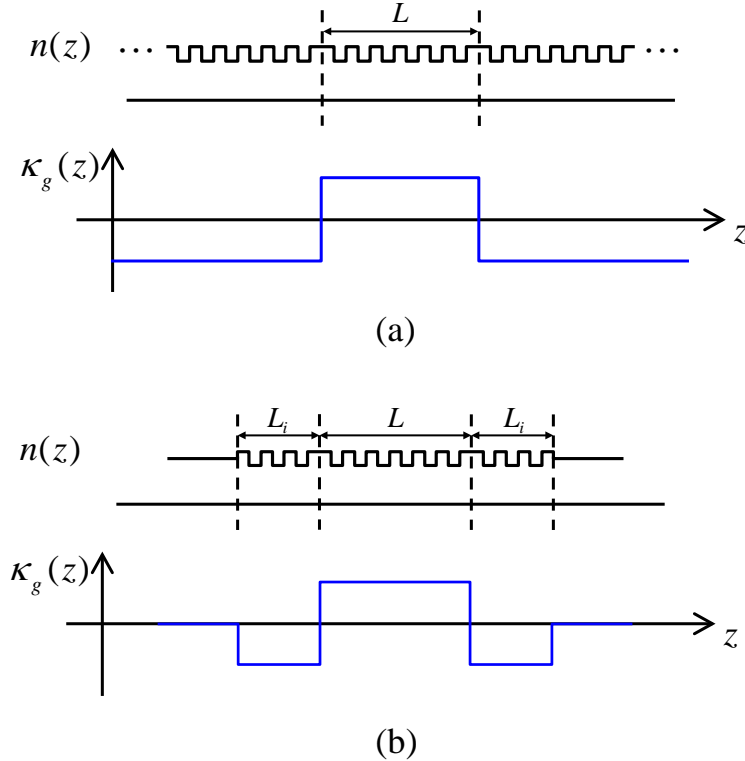 L
n(z) ··· ···
κ_g(z)
z
(a)
L_i L L_i
n(z)
κ_g(z)
z
(b)